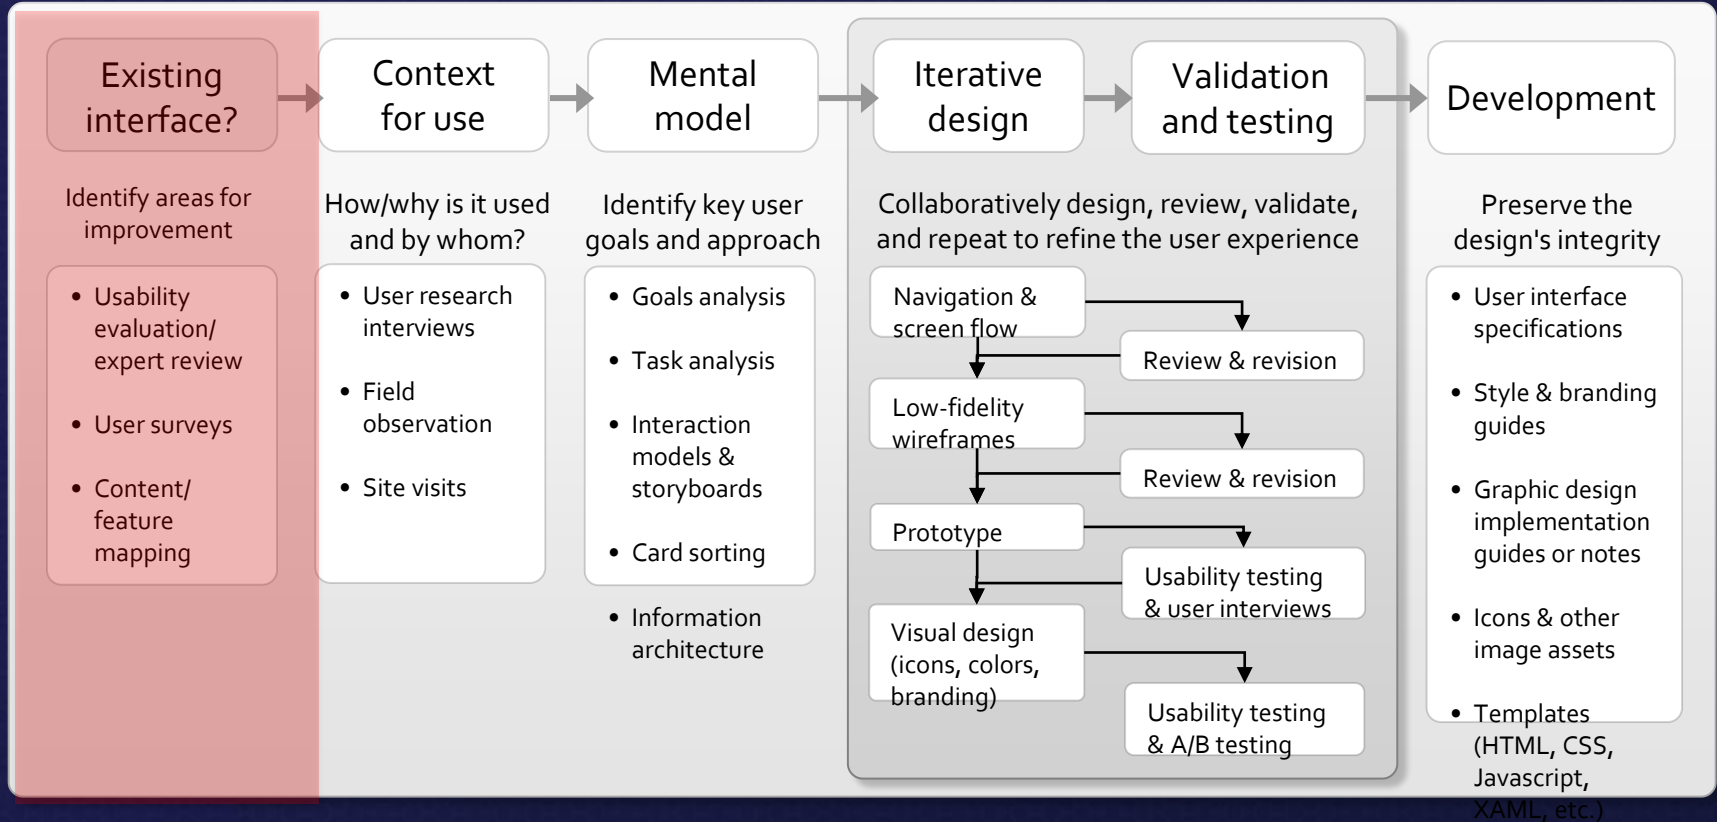 Existing
interface?
Context
for use
Mental
model
Iterative
design
Validation
and testing
Development
Identify areas for
improvement
How/why is it used
and by whom?
Identify key user
goals and approach
Collaboratively design, review, validate,
and repeat to refine the user experience
Preserve the
design's integrity
• Usability
evaluation/
expert review
• User surveys
• Content/
feature
mapping
• User research
interviews
• Field
observation
• Site visits
• Goals analysis
• Task analysis
• Interaction
models &
storyboards
• Card sorting
• Information
architecture
Navigation &
screen flow
Review & revision
Low-fidelity
wireframes
Review & revision
Prototype
Usability testing
& user interviews
Visual design
(icons, colors,
branding)
Usability testing
& A/B testing
• User interface
specifications
• Style & branding
guides
• Graphic design
implementation
guides or notes
• Icons & other
image assets
• Templates
(HTML, CSS,
Javascript,
XAML, etc.)